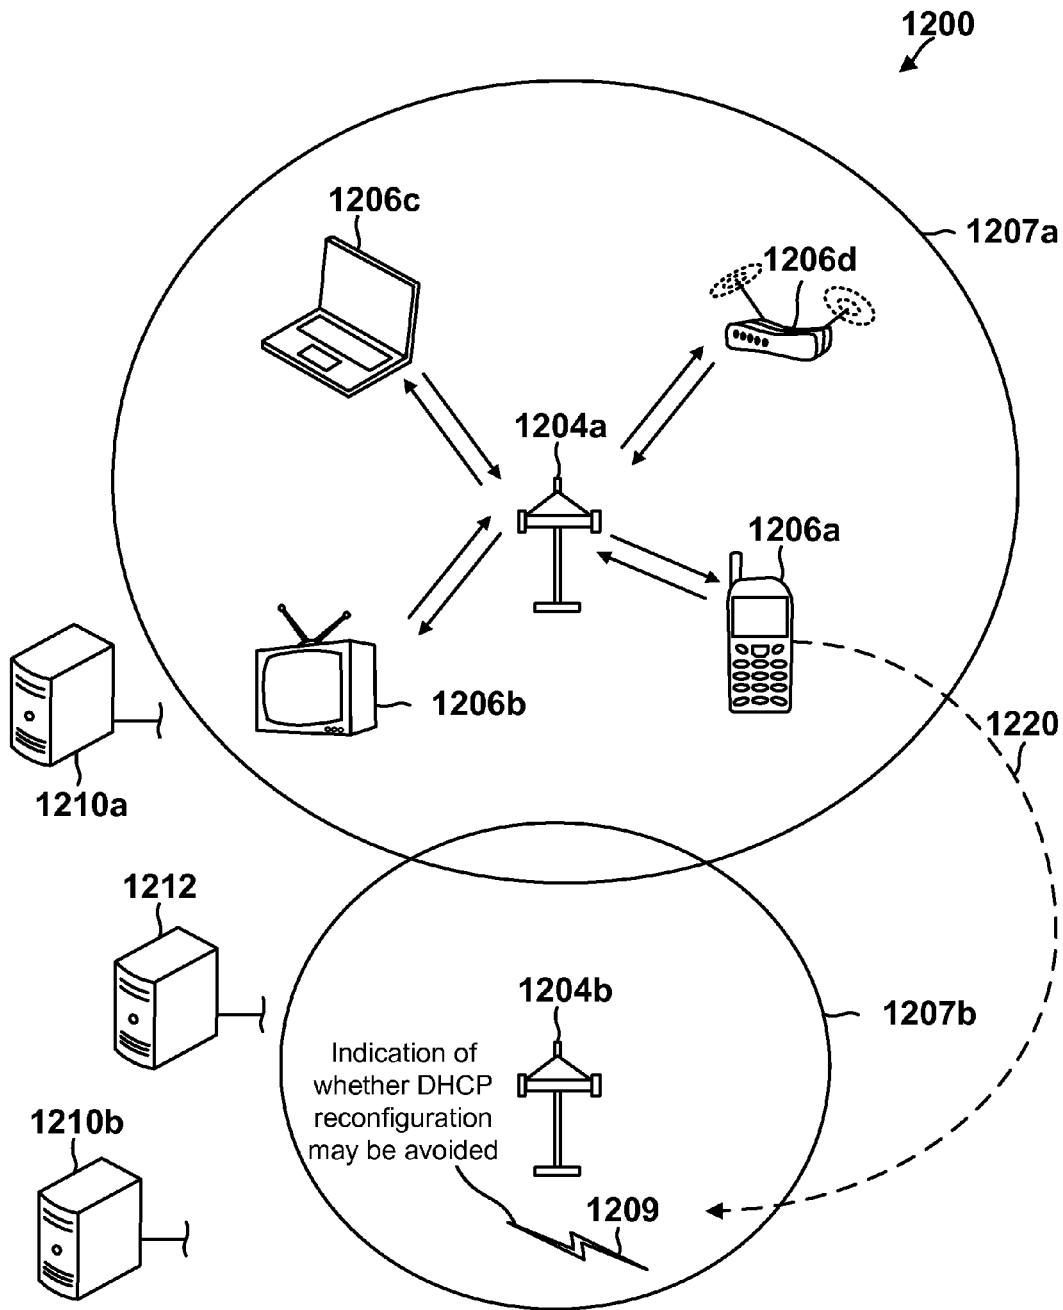 1200
1206c
1207a
1206d
1204a
1206a
1206b
1220
1210a
1212
1204b
1207b
Indication of
whether DHCP
reconfiguration
may be avoided
1210b
1209